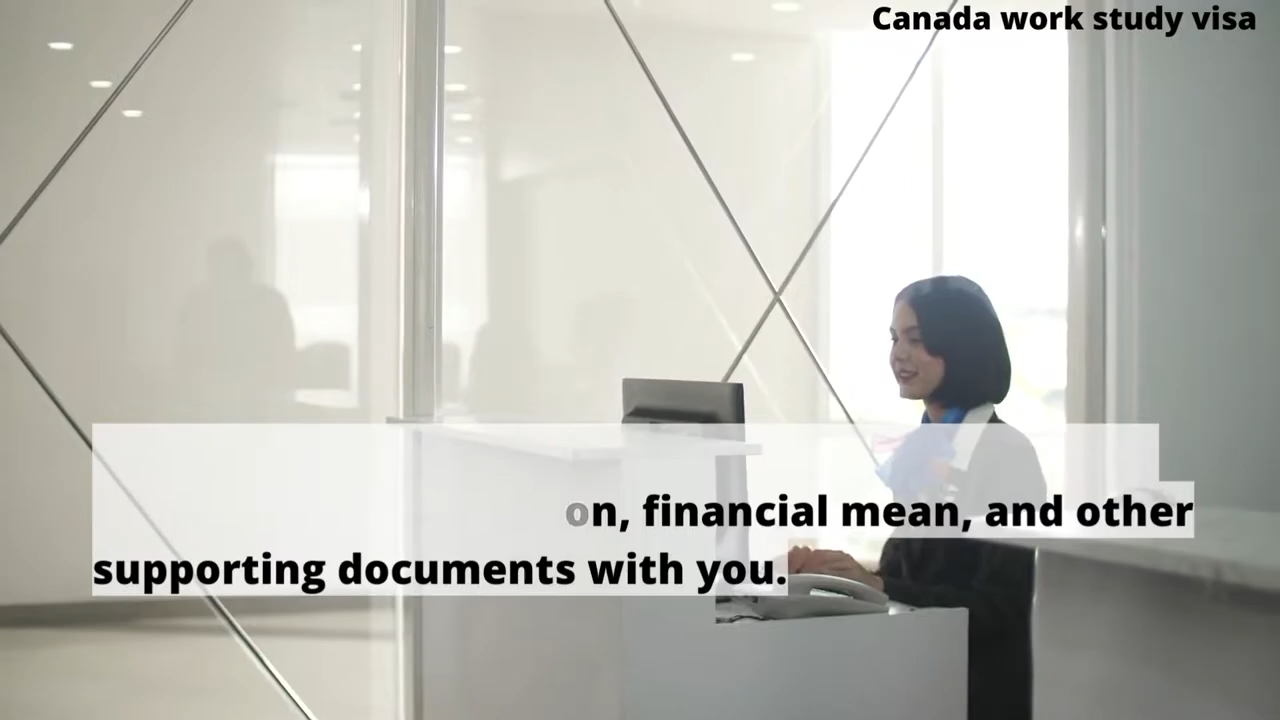 Canada work study visa
on, financial mean, and other
supporting documents with you.